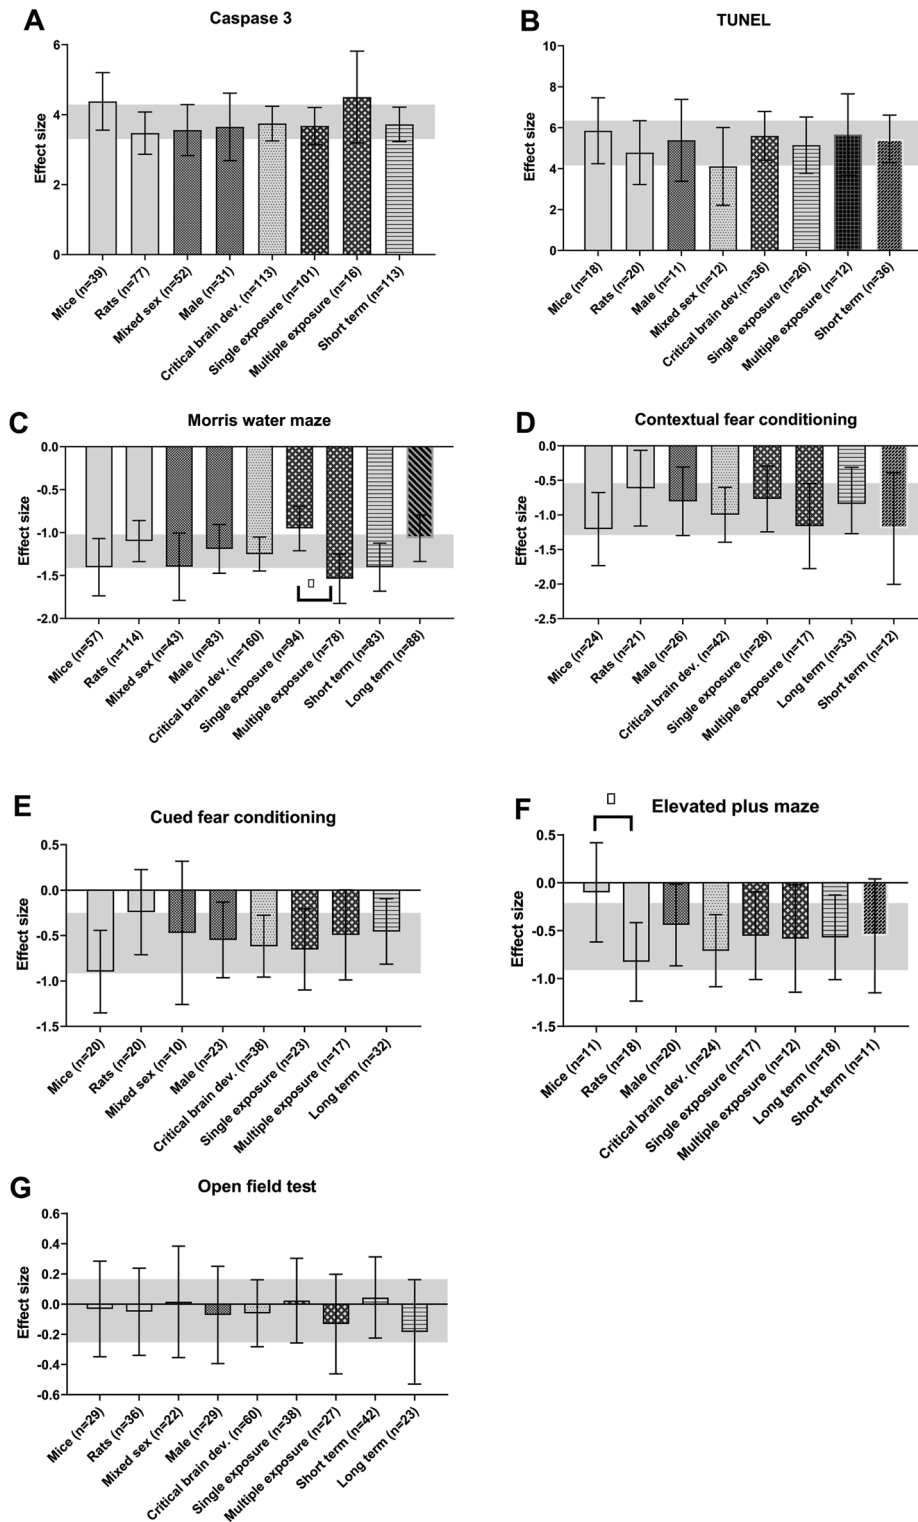 A
Caspase 3
Effect size
6
4
2
0
Mice (n=39)
Rats (n=77)
Mixed sex (n=52)
Male (n=31)
Critical brain dev. (n=113)
Single exposure (n=101)
Multiple exposure (n=16)
Short term (n=113)
B
TUNEL
Effect size
10
8
6
4
2
0
Mice (n=18)
Rats (n=20)
Male (n=11)
Mixed sex (n=12)
Critical brain dev.(n=36)
Single exposure (n=26)
Multiple exposure (n=12)
Short term (n=36)
C
Morris water maze
Effect size
0.0
-0.5
-1.0
-1.5
-2.0
Mice (n=57)
Rats (n=114)
Mixed sex (n=43)
Male (n=83)
Critical brain dev. (n=160)
Single exposure (n=94)
Multiple exposure (n=78)
Short term (n=83)
Long term (n=88)
D
Contextual fear conditioning
Effect size
0.0
-0.5
-1.0
-1.5
-2.0
-2.5
Mice (n=24)
Rats (n=21)
Male (n=26)
Critical brain dev. (n=42)
Single exposure (n=28)
Multiple exposure (n=17)
Long term (n=33)
Short term (n=12)
E
Cued fear conditioning
Effect size
0.5
0.0
-0.5
-1.0
-1.5
Mice (n=20)
Rats (n=20)
Mixed sex (n=10)
Male (n=23)
Critical brain dev. (n=38)
Single exposure (n=23)
Multiple exposure (n=17)
Long term (n=32)
F
Elevated plus maze
Effect size
0.5
0.0
-0.5
-1.0
-1.5
Mice (n=11)
Rats (n=18)
Male (n=20)
Critical brain dev. (n=24)
Single exposure (n=17)
Multiple exposure (n=12)
Long term (n=18)
Short term (n=11)
G
Open field test
Effect size
0.6
0.4
0.2
0.0
-0.2
-0.4
-0.6
Mice (n=29)
Rats (n=36)
Mixed sex (n=22)
Male (n=29)
Critical brain dev. (n=60)
Single exposure (n=38)
Multiple exposure (n=27)
Short term (n=42)
Long term (n=23)